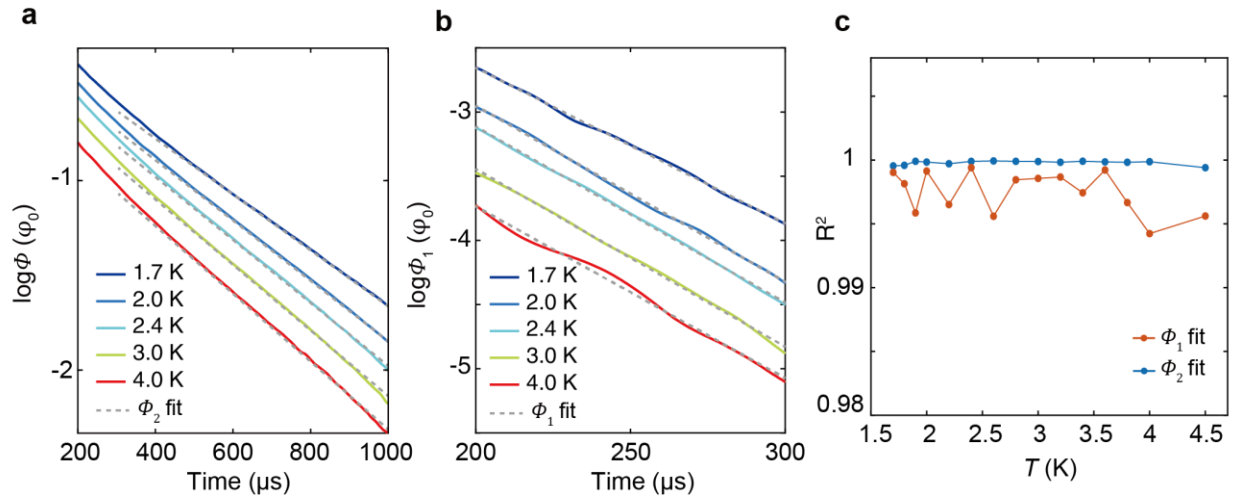 a
logΦ (φ0)
-1
-2
1.7 K
2.0 K
2.4 K
3.0 K
4.0 K
Φ2 fit
200 400 600 800 1000
Time (µs)
b
logΦ1 (φ0)
-3
-4
-5
1.7 K
2.0 K
2.4 K
3.0 K
4.0 K
Φ1 fit
200 250 300
Time (µs)
c
R2
1
0.99
0.98
Φ1 fit
Φ2 fit
1.5 2 2.5 3 3.5 4 4.5
T (K)